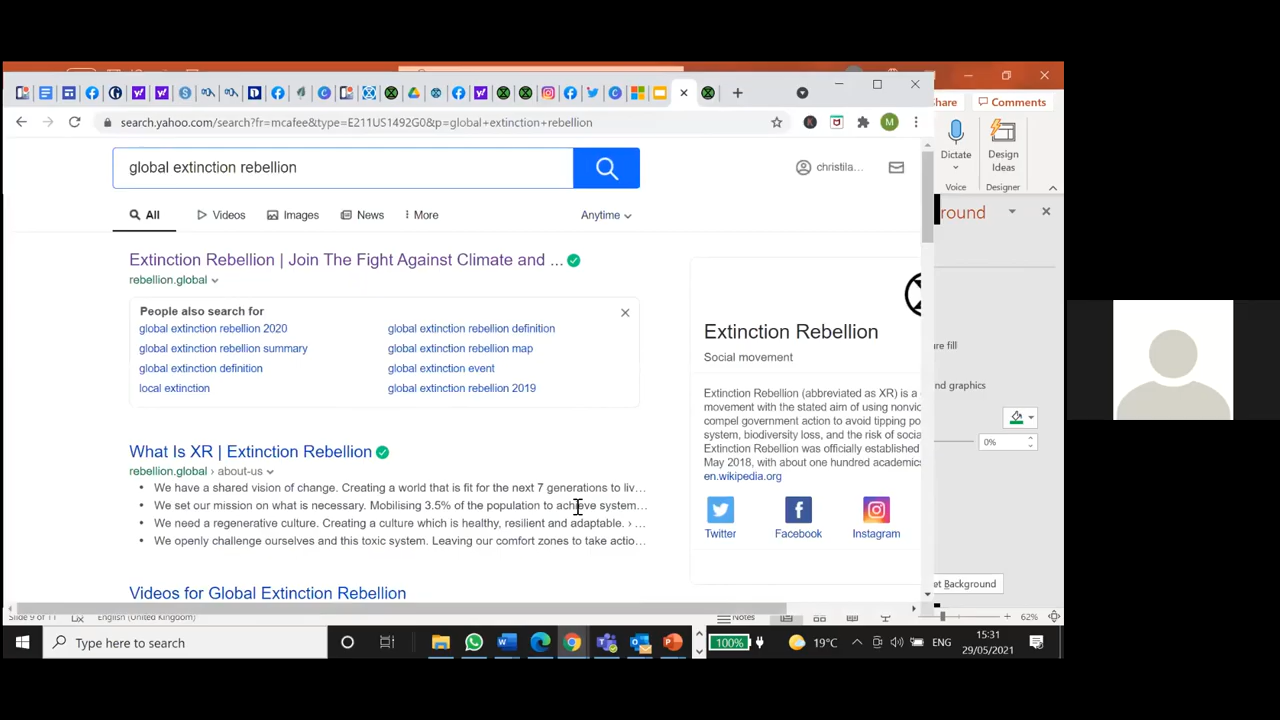 hare
Comments
search.yahoo.com/search?fr=mcafee&type=E211US1492G0&p=global+extinction+rebellion
M
global extinction rebellion
christila...
Dictate
Design
Ideas
Voice
Designer
All
Videos
Images
News
More
Anytime
round
Extinction Rebellion | Join The Fight Against Climate and ...
rebellion.global
People also search for
global extinction rebellion 2020
global extinction rebellion definition
global extinction rebellion summary
global extinction rebellion map
global extinction definition
global extinction event
local extinction
global extinction rebellion 2019
Extinction Rebellion
Social movement
Extinction Rebellion (abbreviated as XR) is a
movement with the stated aim of using nonvio
compel government action to avoid tipping po
system, biodiversity loss, and the risk of socia
Extinction Rebellion was officially established
May 2018, with about one hundred academics
en.wikipedia.org
Twitter
Facebook
Instagram
ure fill
nd graphics
0%
What Is XR | Extinction Rebellion
rebellion.global › about-us
• We have a shared vision of change. Creating a world that is fit for the next 7 generations to liv...
• We set our mission on what is necessary. Mobilising 3.5% of the population to achieve system...
• We need a regenerative culture. Creating a culture which is healthy, resilient and adaptable. › ...
• We openly challenge ourselves and this toxic system. Leaving our comfort zones to take actio...
Videos for Global Extinction Rebellion
et Background
Slide 9 of 11
English (United Kingdom)
Notes
62%
Type here to search
100%
19°C
ENG
15:31
29/05/2021